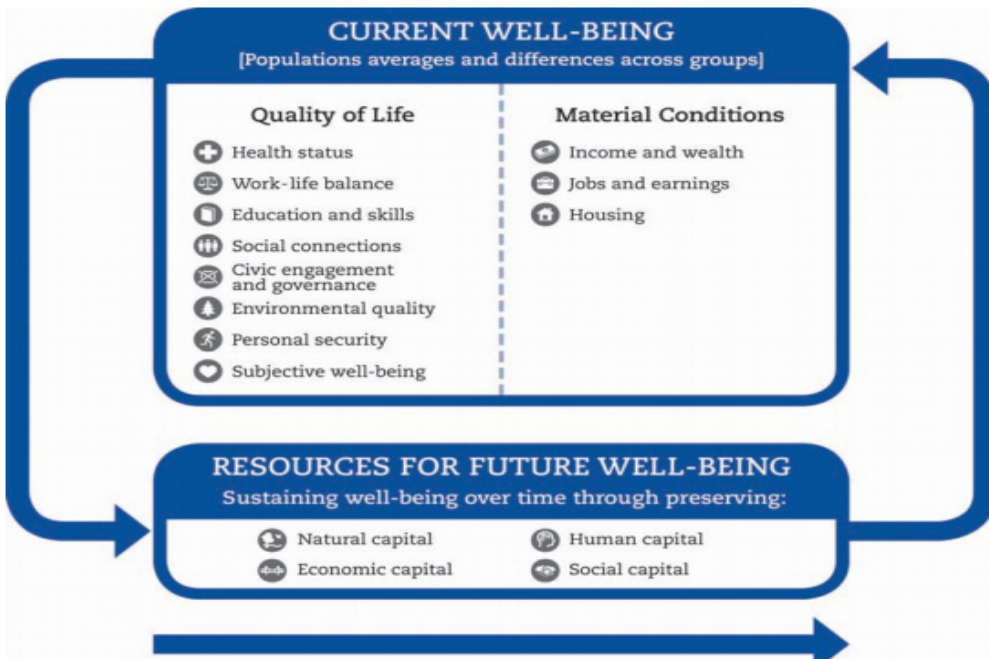 CURRENT WELL-BEING
[Populations averages and differences across groups]
Quality of Life
Health status
Work-life balance
Education and skills
Social connections
Civic engagement
and governance
Environmental quality
Personal security
Subjective well-being
Material Conditions
Income and wealth
Jobs and earnings
Housing
RESOURCES FOR FUTURE WELL-BEING
Sustaining well-being over time through preserving:
Natural capital
Economic capital
Human capital
Social capital